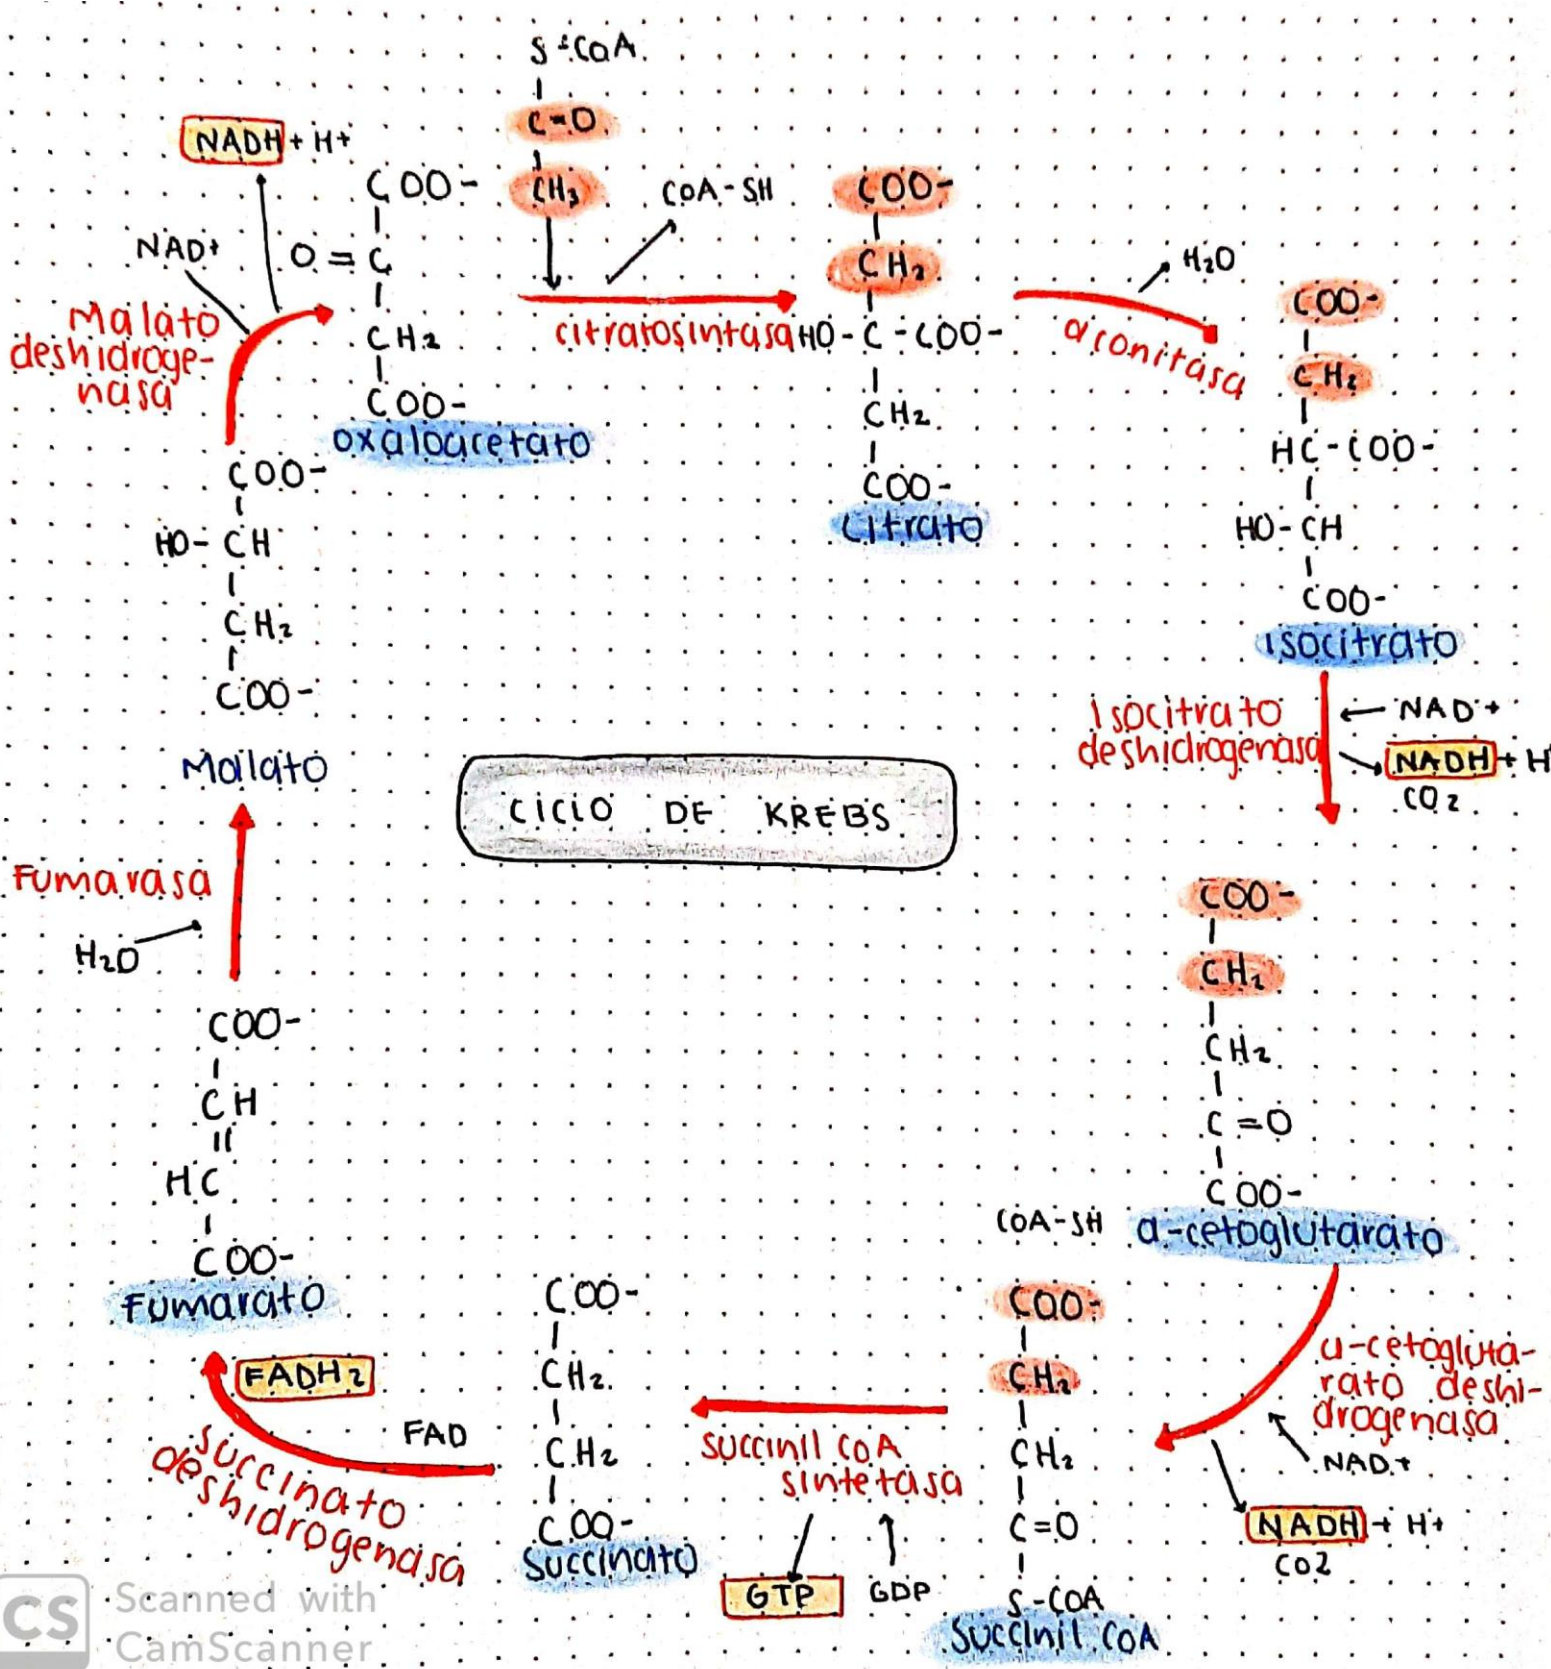 S-CoA
C=O
CH3
NADH + H+
NAD+
COO-
O=C
CH2
COO-
oxaloacetato
COA-SH
citratosintasa
COO-
CH2
HO-C-COO-
CH2
COO-
Citrato
H2O
aconitasa
COO-
CH2
HC-COO-
HO-CH
COO-
isocitrato
Malato
deshidroge-
nasa
COO-
HO-CH
CH2
COO-
Malato
Isocitrato
deshidrogenasa
NAD+
NADH + H
CO2
CICLO DE KREBS
Fumarasa
H2O
COO-
CH2
CH2
C=O
COO-
α-cetoglutarato
COO-
CH
HC
COO-
Fumarato
COA-SH
α-cetogluta-
rato deshi-
drogenasa
NAD+
NADH + H+
CO2
COO-
CH2
CH2
C=O
S-COA
Succinil COA
succinil COA
sintetasa
GTP
GDP
COO-
CH2
CH2
COO-
Succinato
FADH2
FAD
succinato
deshidrogenasa
CS
Scanned with
CamScanner